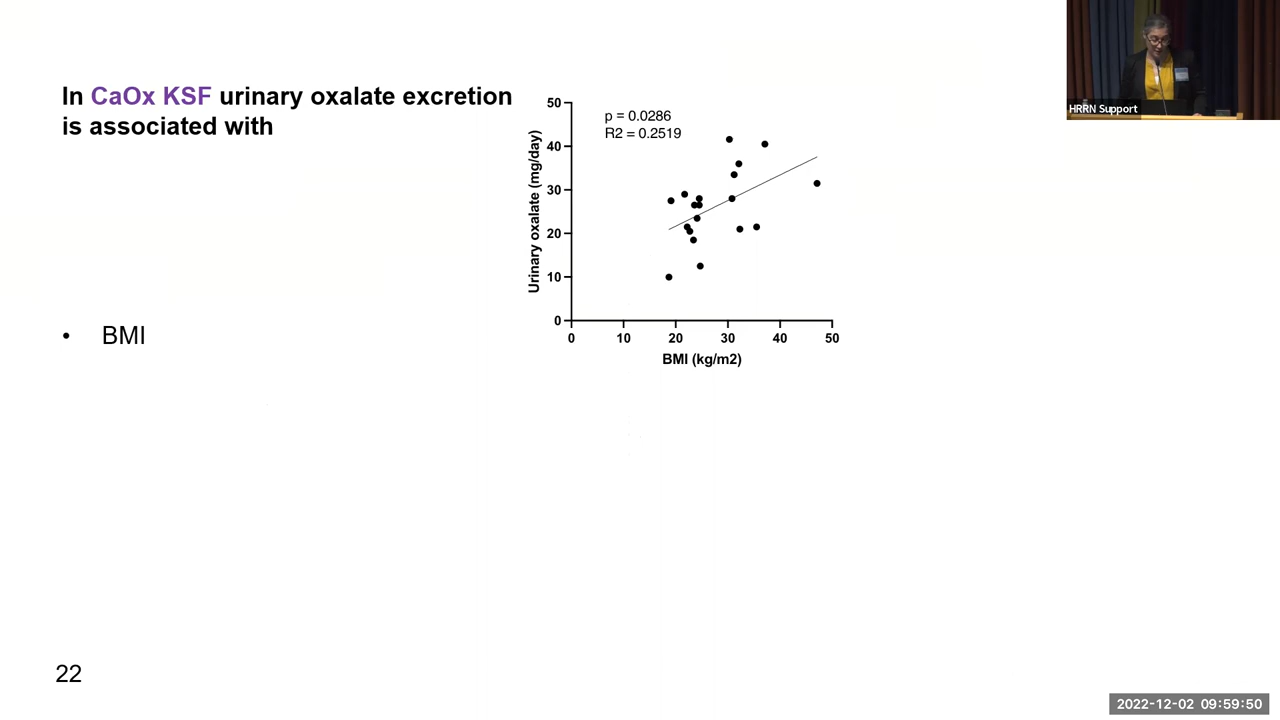 In CaOx KSF urinary oxalate excretion
is associated with
• BMI
p = 0.0286
R2 = 0.2519
Urinary oxalate (mg/day)
50
40
30
20
10
0
0 10 20 30 40 50
BMI (kg/m2)
HRRN Support
22
2022-12-02 09:59:50